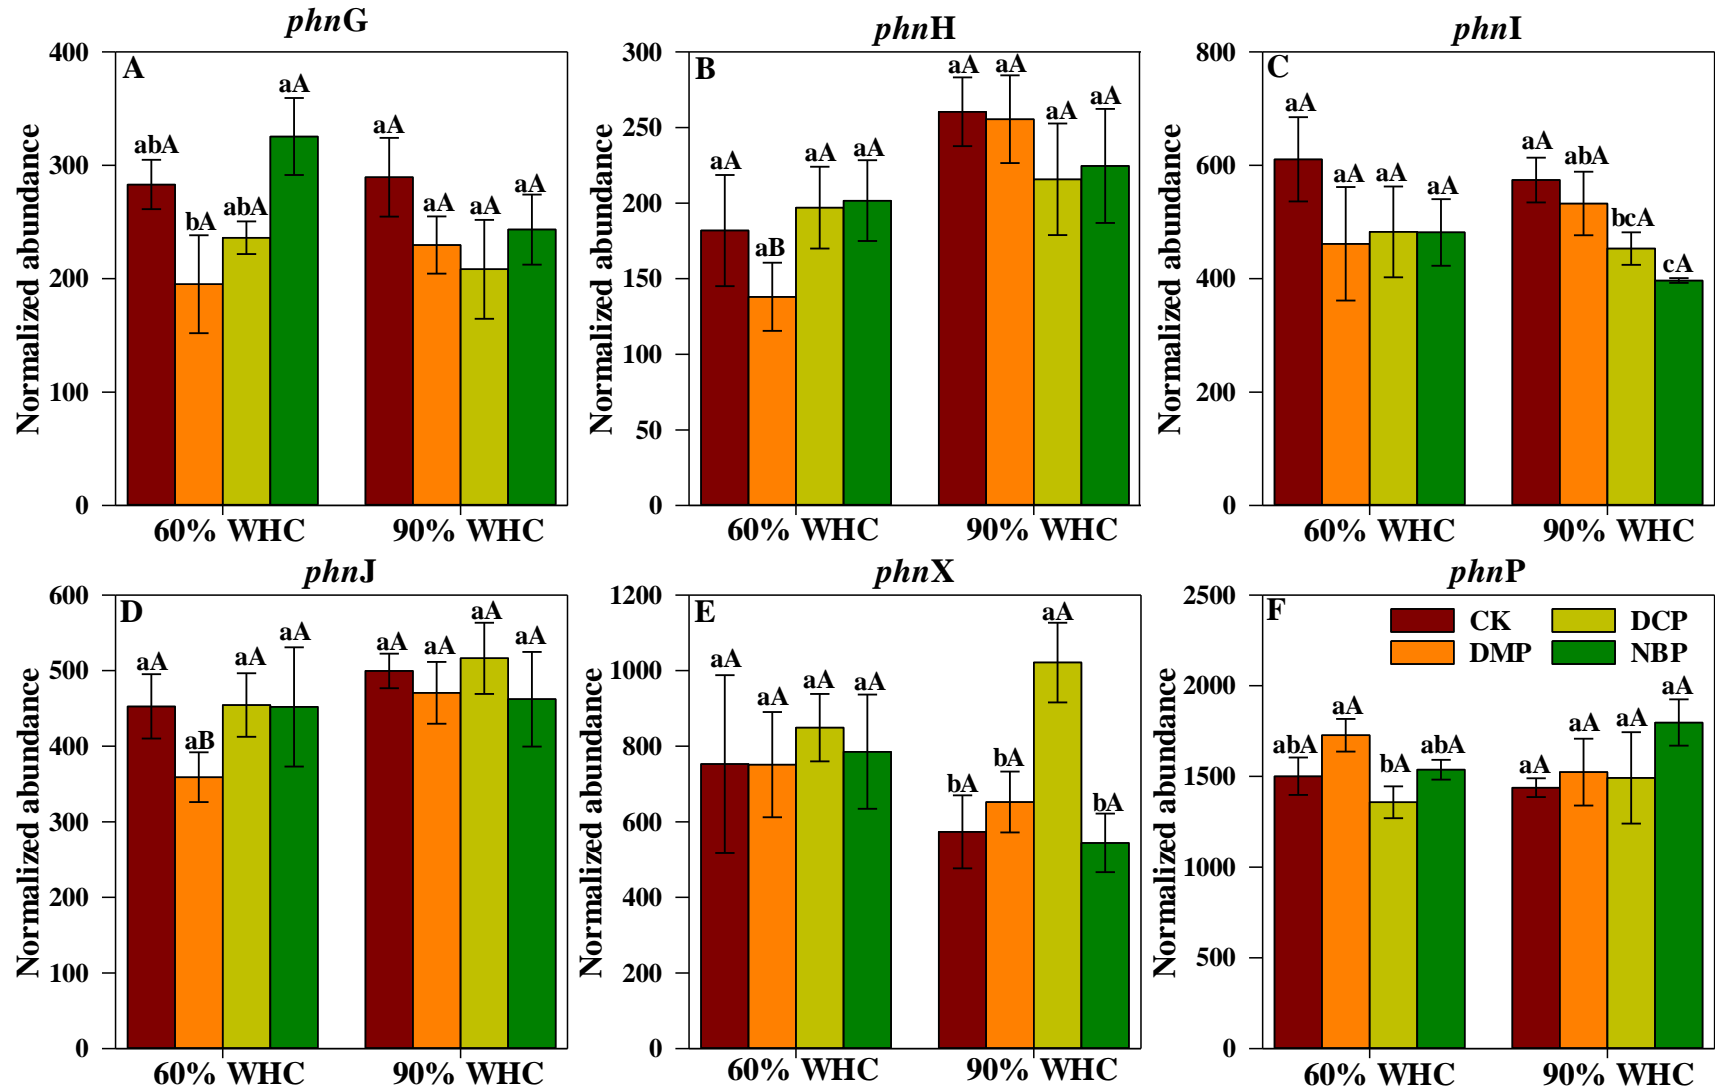 phnG
A
Normalized abundance
400
300
200
100
0
abA
bA
abA
aA
aA
aA
aA
aA
60% WHC
90% WHC
phnH
B
Normalized abundance
300
250
200
150
100
50
0
aA
aB
aA
aA
aA
aA
aA
aA
60% WHC
90% WHC
phnI
C
Normalized abundance
800
600
400
200
0
aA
aA
aA
aA
aA
abA
bcA
cA
60% WHC
90% WHC
phnJ
D
Normalized abundance
600
500
400
300
200
100
0
aA
aB
aA
aA
aA
aA
aA
aA
60% WHC
90% WHC
phnX
E
Normalized abundance
1200
1000
800
600
400
200
0
aA
aA
aA
aA
bA
bA
aA
bA
60% WHC
90% WHC
phnP
F
Normalized abundance
2500
2000
1500
1000
500
0
CK
DCP
DMP
NBP
abA
aA
bA
abA
aA
aA
aA
aA
60% WHC
90% WHC